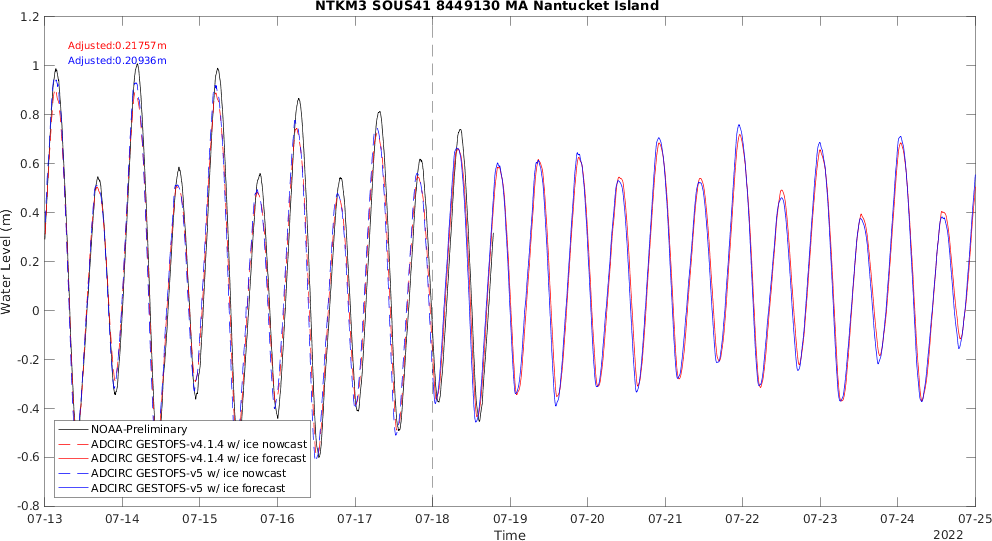 NTKM3 SOUS41 8449130 MA Nantucket Island
Adjusted:0.21757m
Adjusted:0.20936m
Water Level (m)
1.2
1
0.8
0.6
0.4
0.2
0
-0.2
-0.4
-0.6
-0.8
NOAA-Preliminary
ADCIRC GESTOFS-v4.1.4 w/ ice nowcast
ADCIRC GESTOFS-v4.1.4 w/ ice forecast
ADCIRC GESTOFS-v5 w/ ice nowcast
ADCIRC GESTOFS-v5 w/ ice forecast
07-13 07-14 07-15 07-16 07-17 07-18 07-19 07-20 07-21 07-22 07-23 07-24 07-25
Time
2022